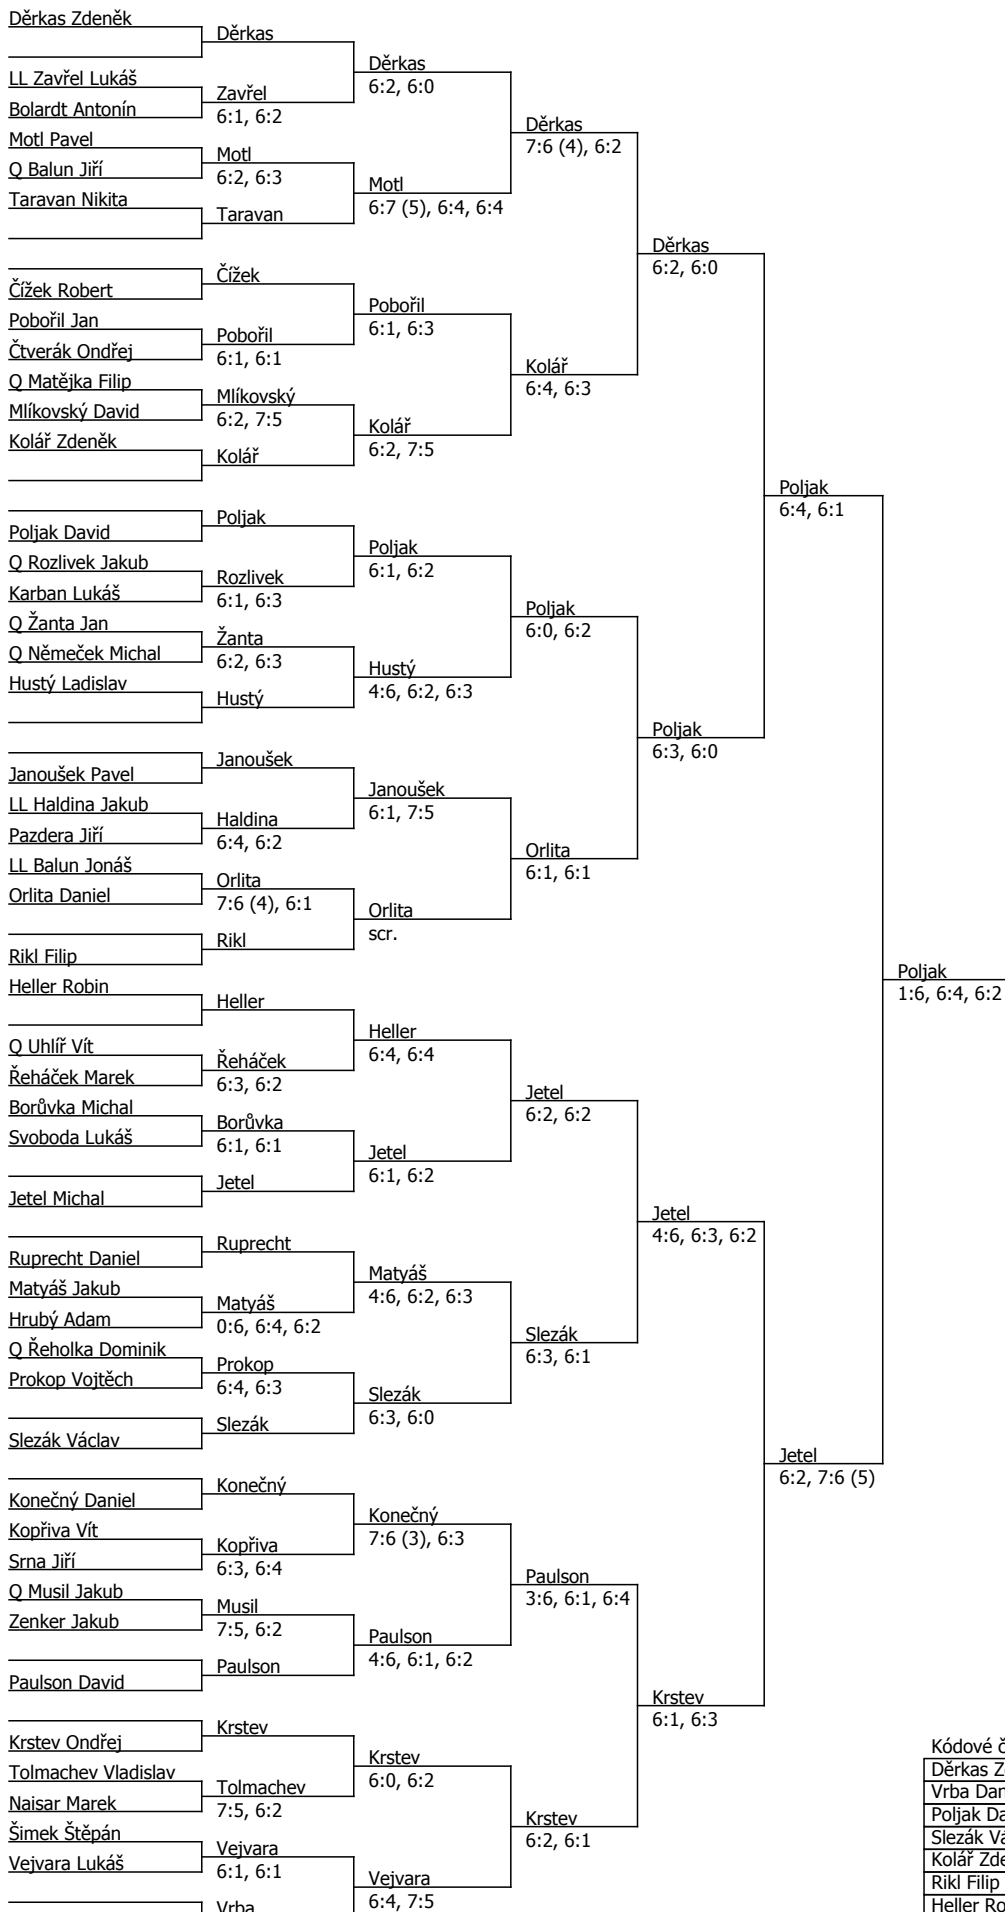 Děrkas Zdeněk
LL Zavřel Lukáš
Bolardt Antonín
Motl Pavel
Q Balun Jiří
Taravan Nikita
Čížek Robert
Pobořil Jan
Čtverák Ondřej
Q Matějka Filip
Mlíkovský David
Kolář Zdeněk
Poljak David
Q Rozlivek Jakub
Karban Lukáš
Q Žanta Jan
Q Němeček Michal
Hustý Ladislav
Janoušek Pavel
LL Haldina Jakub
Pazdera Jiří
LL Balun Jonáš
Orlita Daniel
Rikl Filip
Heller Robin
Q Uhlíř Vít
Řeháček Marek
Borůvka Michal
Svoboda Lukáš
Jetel Michal
Ruprecht Daniel
Matyáš Jakub
Hrubý Adam
Q Řeholka Dominik
Prokop Vojtěch
Slezák Václav
Konečný Daniel
Kopřiva Vít
Srna Jiří
Q Musil Jakub
Zenker Jakub
Paulson David
Krstev Ondřej
Tolmachev Vladislav
Naisar Marek
Šimek Štěpán
Vejvara Lukáš
Děrkas
Zavřel
6:1, 6:2
Motl
6:2, 6:3
Taravan
Čížek
Pobořil
6:1, 6:1
Mlíkovský
6:2, 7:5
Kolář
Poljak
Rozlivek
6:1, 6:3
Žanta
6:2, 6:3
Hustý
Janoušek
Haldina
6:4, 6:2
Orlita
7:6 (4), 6:1
Rikl
Heller
Řeháček
6:3, 6:2
Borůvka
6:1, 6:1
Jetel
Ruprecht
Matyáš
0:6, 6:4, 6:2
Prokop
6:4, 6:3
Slezák
Konečný
Kopřiva
6:3, 6:4
Musil
7:5, 6:2
Paulson
Krstev
Tolmachev
7:5, 6:2
Vejvara
6:1, 6:1
Vrba
Děrkas
6:2, 6:0
Motl
6:7 (5), 6:4, 6:4
Pobořil
6:1, 6:3
Kolář
6:2, 7:5
Poljak
6:1, 6:2
Hustý
4:6, 6:2, 6:3
Janoušek
6:1, 7:5
Orlita
scr.
Heller
6:4, 6:4
Jetel
6:1, 6:2
Matyáš
4:6, 6:2, 6:3
Slezák
6:3, 6:0
Konečný
7:6 (3), 6:3
Paulson
4:6, 6:1, 6:2
Krstev
6:0, 6:2
Vejvara
6:4, 7:5
Děrkas
7:6 (4), 6:2
Kolář
6:4, 6:3
Poljak
6:0, 6:2
Orlita
6:1, 6:1
Jetel
6:2, 6:2
Slezák
6:3, 6:1
Paulson
3:6, 6:1, 6:4
Krstev
6:2, 6:1
Děrkas
6:2, 6:0
Poljak
6:3, 6:0
Jetel
4:6, 6:3, 6:2
Krstev
6:1, 6:3
Poljak
6:4, 6:1
Jetel
6:2, 7:6 (5)
Poljak
1:6, 6:4, 6:2
Kódové č
Děrkas Z
Vrba Dan
Poljak Da
Slezák Vá
Kolář Zde
Rikl Filip
Heller Ro